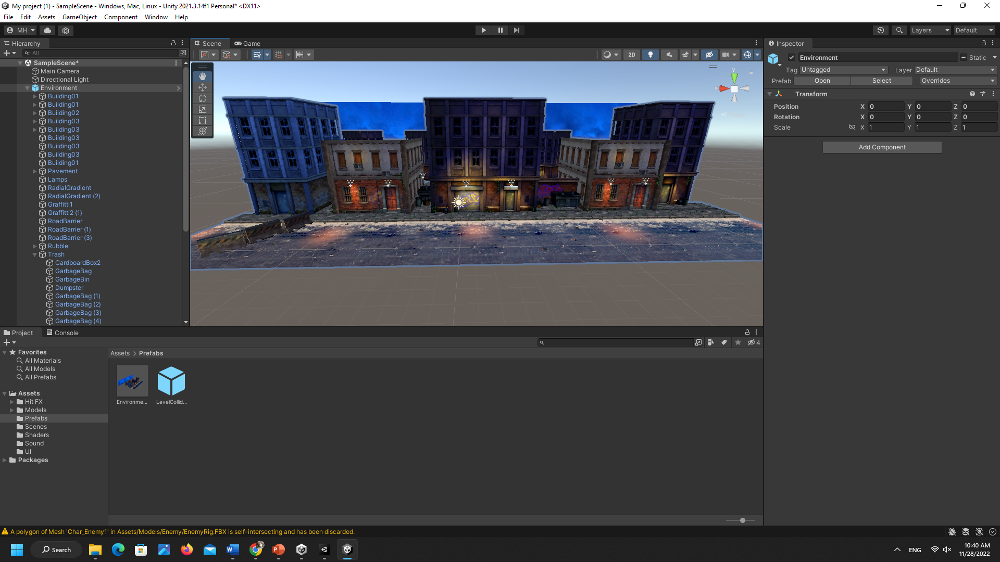 My project (1) - SampleScene - Windows, Mac, Linux - Unity 2021.3.14f1 Personal* <DX11>
File Edit Assets GameObject Component Window Help
MH Layers Default
Hierarchy
All
SampleScene*
Main Camera
Directional Light
Environment
Building01
Building01
Building02
Building03
Building03
Building03
Building03
Building03
Building01
Pavement
Lamps
RadialGradient
RadialGradient (2)
Graffitti1
Graffitti2 (1)
RoadBarrier
RoadBarrier (1)
RoadBarrier (3)
Rubble
Trash
CardboardBox2
GarbageBag
GarbageBin
Dumpster
GarbageBag (1)
GarbageBag (2)
GarbageBag (3)
GarbageBag (4)
Scene Game
2D
y
x
Persp
Inspector
Environment Static
Tag Untagged Layer Default
Prefab Open Select Overrides
Transform
Position X 0 Y 0 Z 0
Rotation X 0 Y 0 Z 0
Scale X 1 Y 1 Z 1
Add Component
Project Console
4
Favorites
All Materials
All Models
All Prefabs
Assets
Hit FX
Models
Prefabs
Scenes
Shaders
Sound
UI
Packages
Assets > Prefabs
Environme...
LevelCollid...
A polygon of Mesh 'Char_Enemy1' in Assets/Models/Enemy/EnemyRig.FBX is self-intersecting and has been discarded.
Search
ENG
10:40 AM
11/28/2022